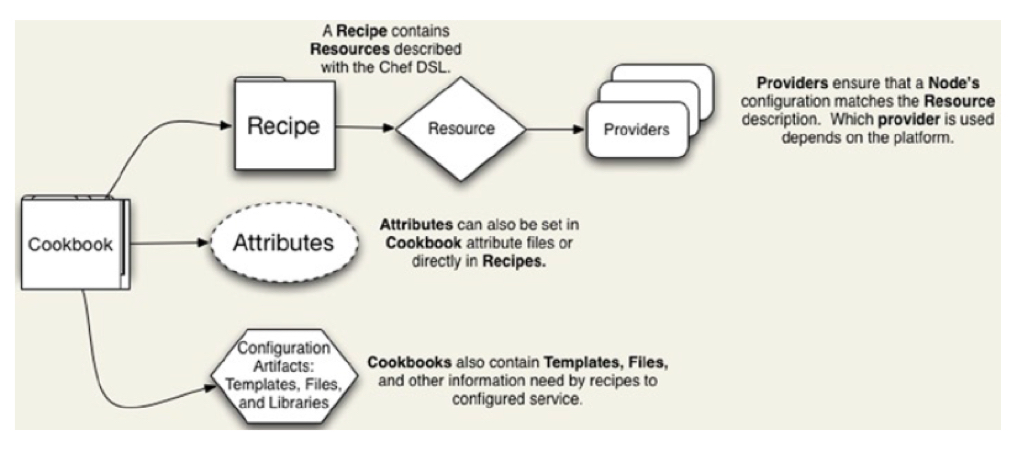 A Recipe contains
Resources described
with the Chef DSL.
Recipe
Resource
Providers
Providers ensure that a Node's
configuration matches the Resource
description. Which provider is used
depends on the platform.
Cookbook
Attributes
Attributes can also be set in
Cookbook attribute files or
directly in Recipes.
Configuration
Artifacts:
Templates, Files,
and Libraries
Cookbooks also contain Templates, Files,
and other information need by recipes to
configured service.